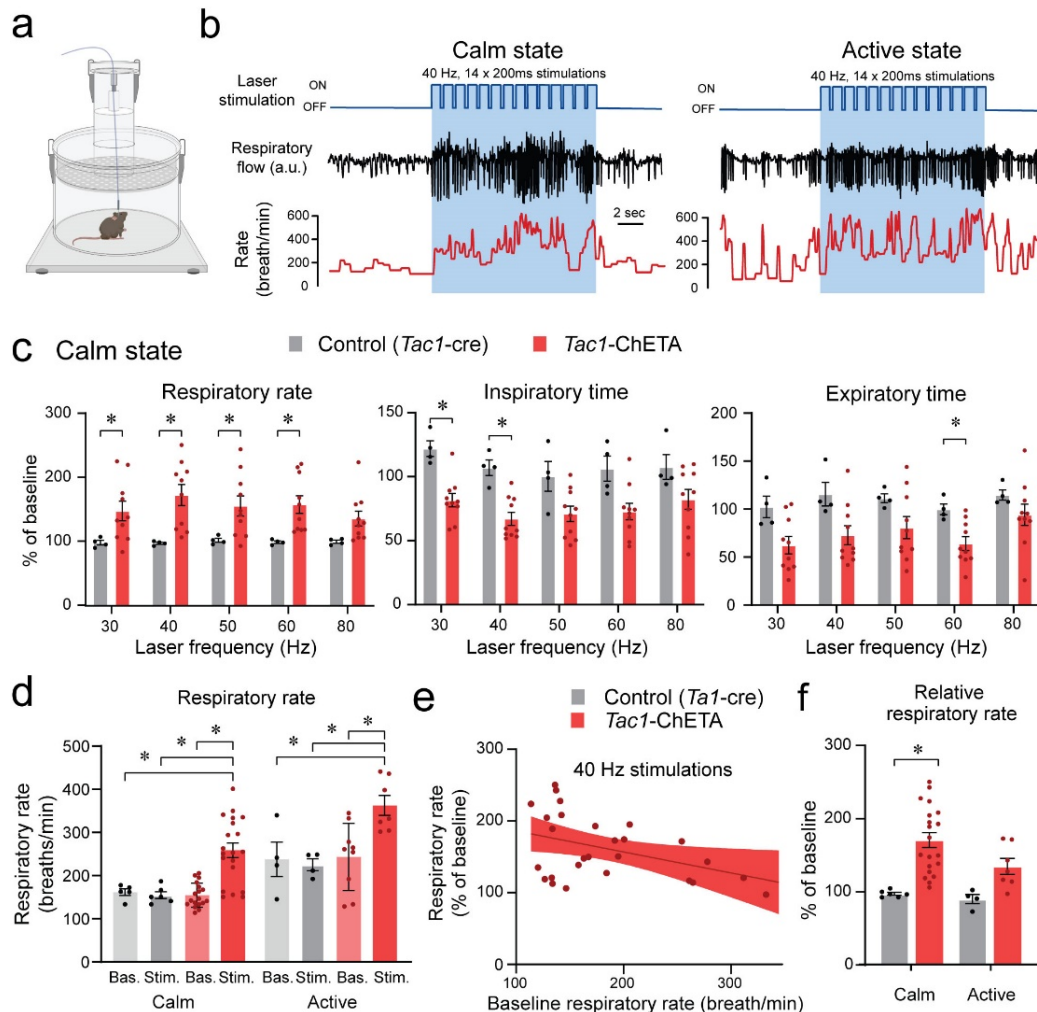 a
b
Calm state
Active state
40 Hz, 14 x 200ms stimulations
40 Hz, 14 x 200ms stimulations
Laser
stimulation
ON
OFF
ON
OFF
Respiratory
flow (a.u.)
Rate
(breath/min)
600
400
200
0
2 sec
600
400
200
0
c Calm state
Control (Tac1-cre)
Tac1-ChETA
Respiratory rate
Inspiratory time
Expiratory time
% of baseline
300
200
100
0
* * * *
30 40 50 60 80
Laser frequency (Hz)
150
100
50
0
* *
30 40 50 60 80
Laser frequency (Hz)
200
150
100
50
0
*
30 40 50 60 80
Laser frequency (Hz)
d
Respiratory rate
Respiratory rate
(breaths/min)
500
400
300
200
100
0
* * * * * *
Bas. Stim. Bas. Stim. Bas. Stim. Bas. Stim.
Calm Active
e
Control (Ta1-cre)
Tac1-ChETA
40 Hz stimulations
Respiratory rate
(% of baseline)
300
200
100
0
100 200 300
Baseline respiratory rate (breath/min)
f
Relative
respiratory rate
% of baseline
300
200
100
0
*
Calm Active